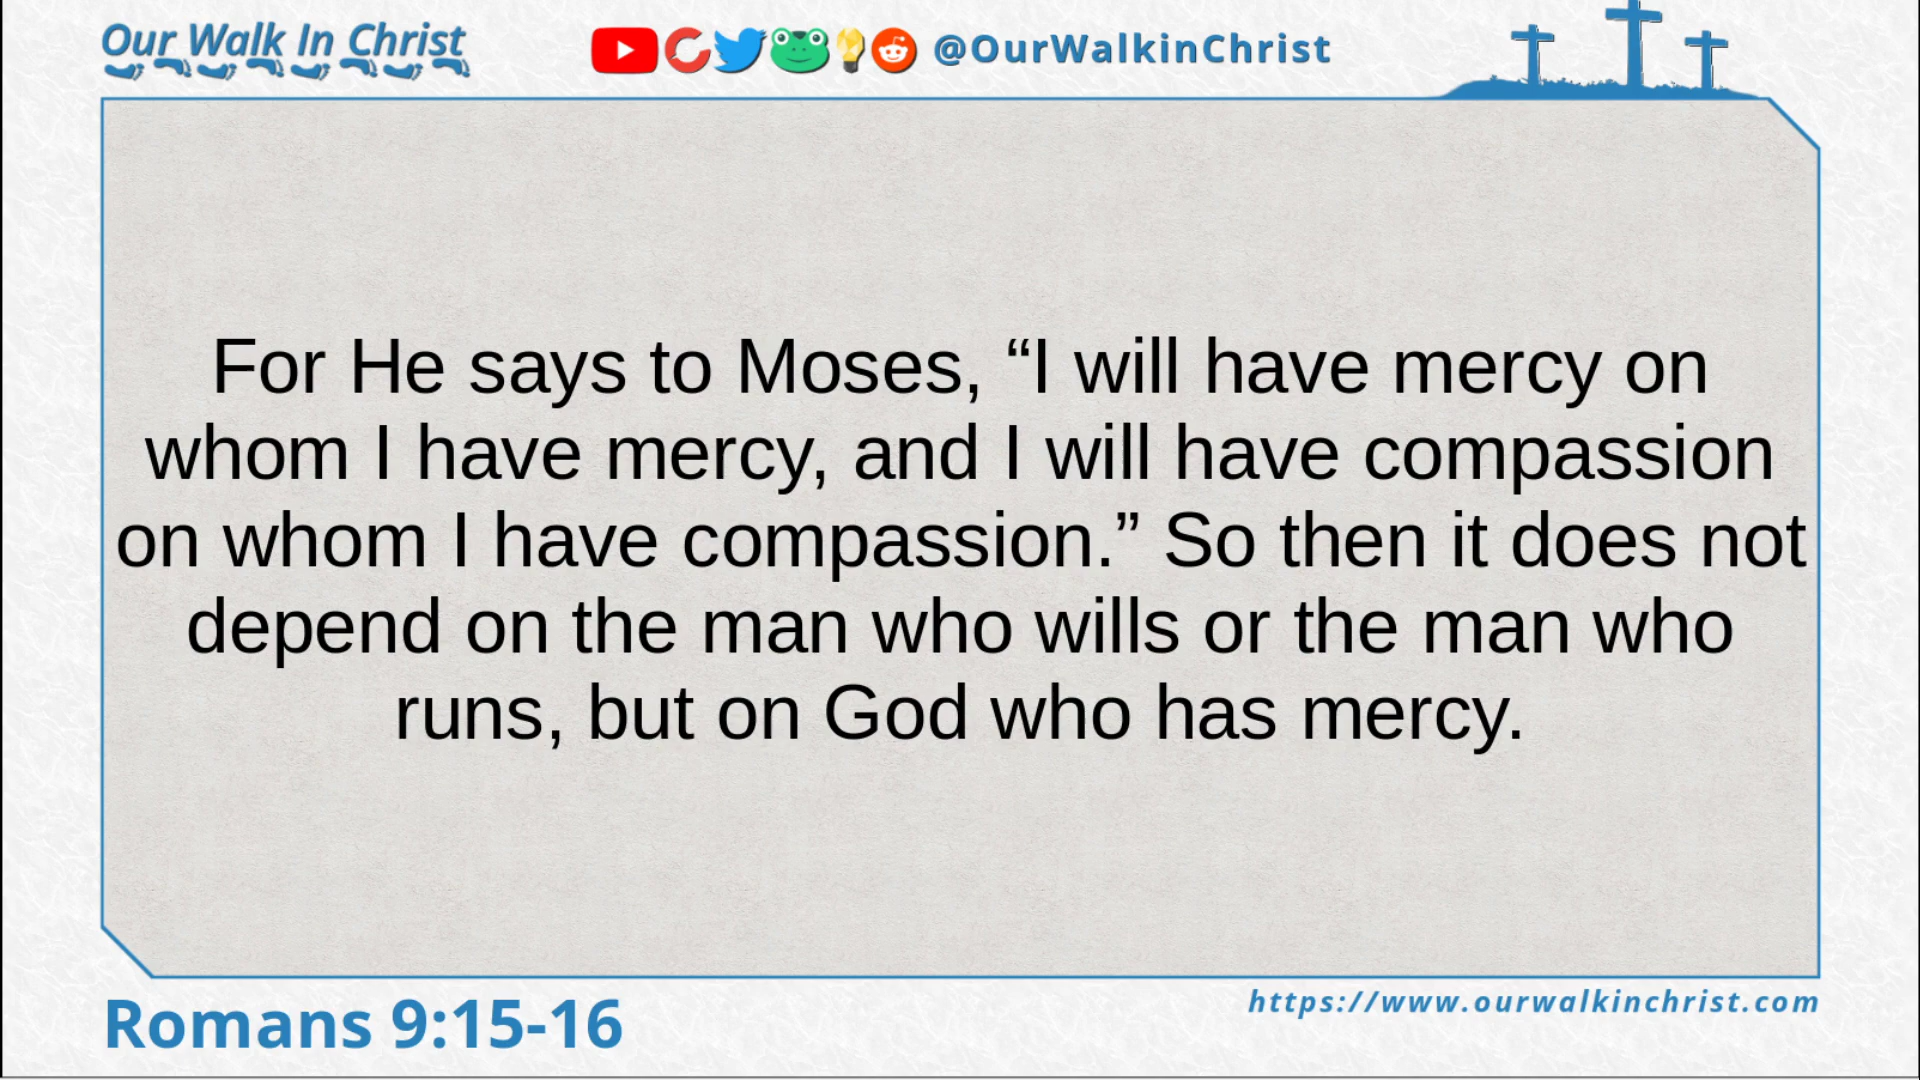 Our Walk In Christ
@OurWalkinChrist
For He says to Moses, “I will have mercy on
whom I have mercy, and I will have compassion
on whom I have compassion.” So then it does not
depend on the man who wills or the man who
runs, but on God who has mercy.
Romans 9:15-16
https://www.ourwalkinchrist.com